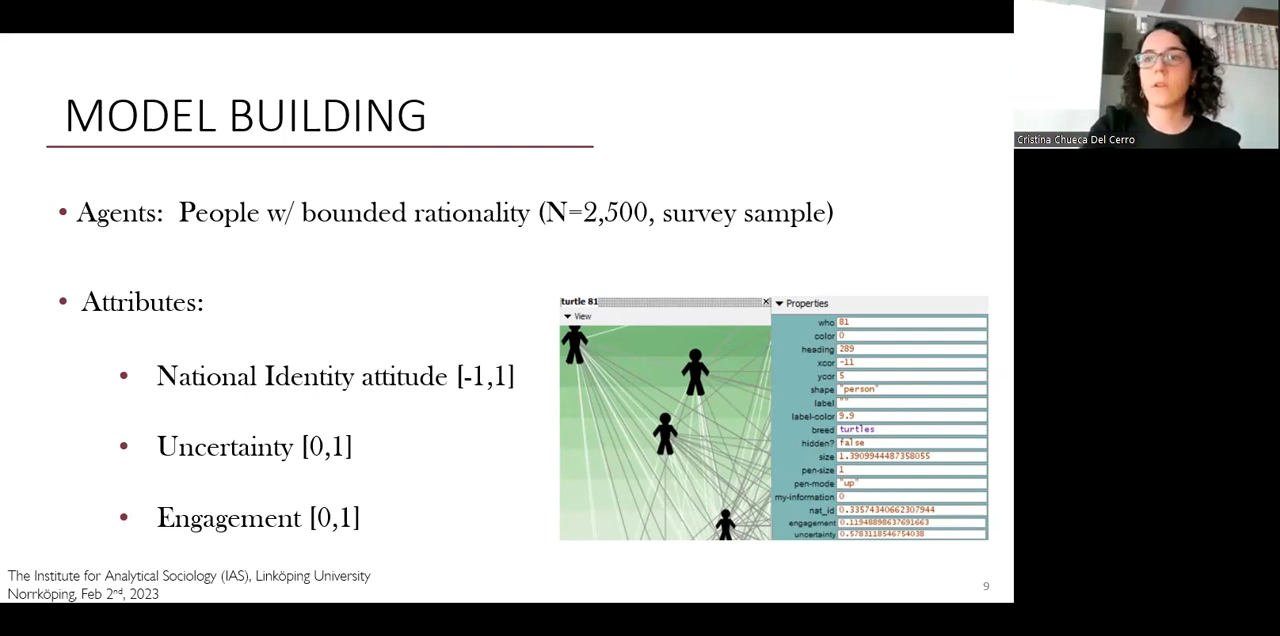 MODEL BUILDING
• Agents: People w/ bounded rationality (N=2,500, survey sample)
• Attributes:
• National Identity attitude [-1,1]
• Uncertainty [0,1]
• Engagement [0,1]
turtle 81
View
Properties
who 81
color 0
heading 289
xcor -11
ycor 5
shape "person"
label ""
label-color 9.9
breed turtles
hidden? false
size 1.3909944487358055
pen-size 1
pen-mode "up"
my-information 0
nat_id 0.33574340662307944
engagement 0.11948898637691663
uncertainty 0.5783118546754038
The Institute for Analytical Sociology (IAS), Linköping University
Norrköping, Feb 2nd, 2023
9
Cristina Chueca Del Cerro